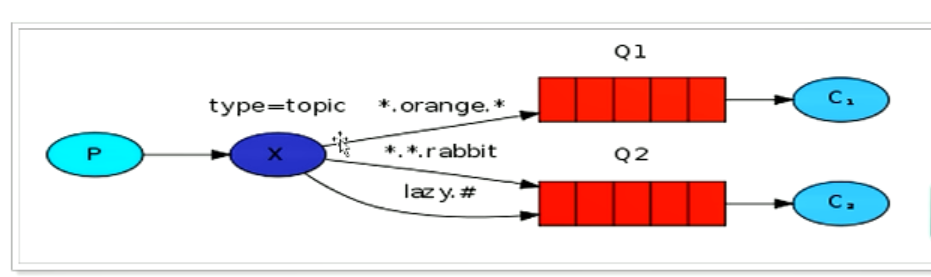 Q1
type=topic
*.orange.*
C₁
P
X
*.*.rabbit
Q2
lazy.#
C₂